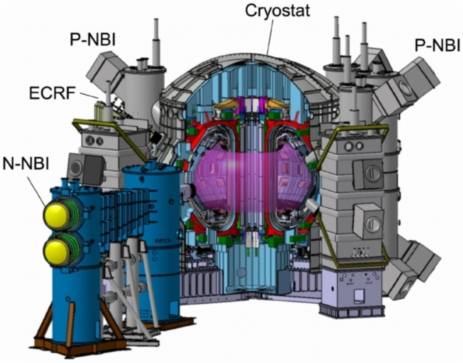 Cryostat
P-NBI
P-NBI
ECRF
N-NBI